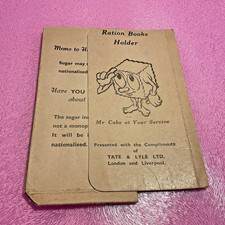 Memo to H
Sugar may
nationalised.
Have YOU
about
The sugar in
not a monop
It will be
nationalised.
Ration Books
Holder
Mr Cube at Your Service
Presented with the Compliments
of
TATE & LYLE LTD.
London and Liverpool.